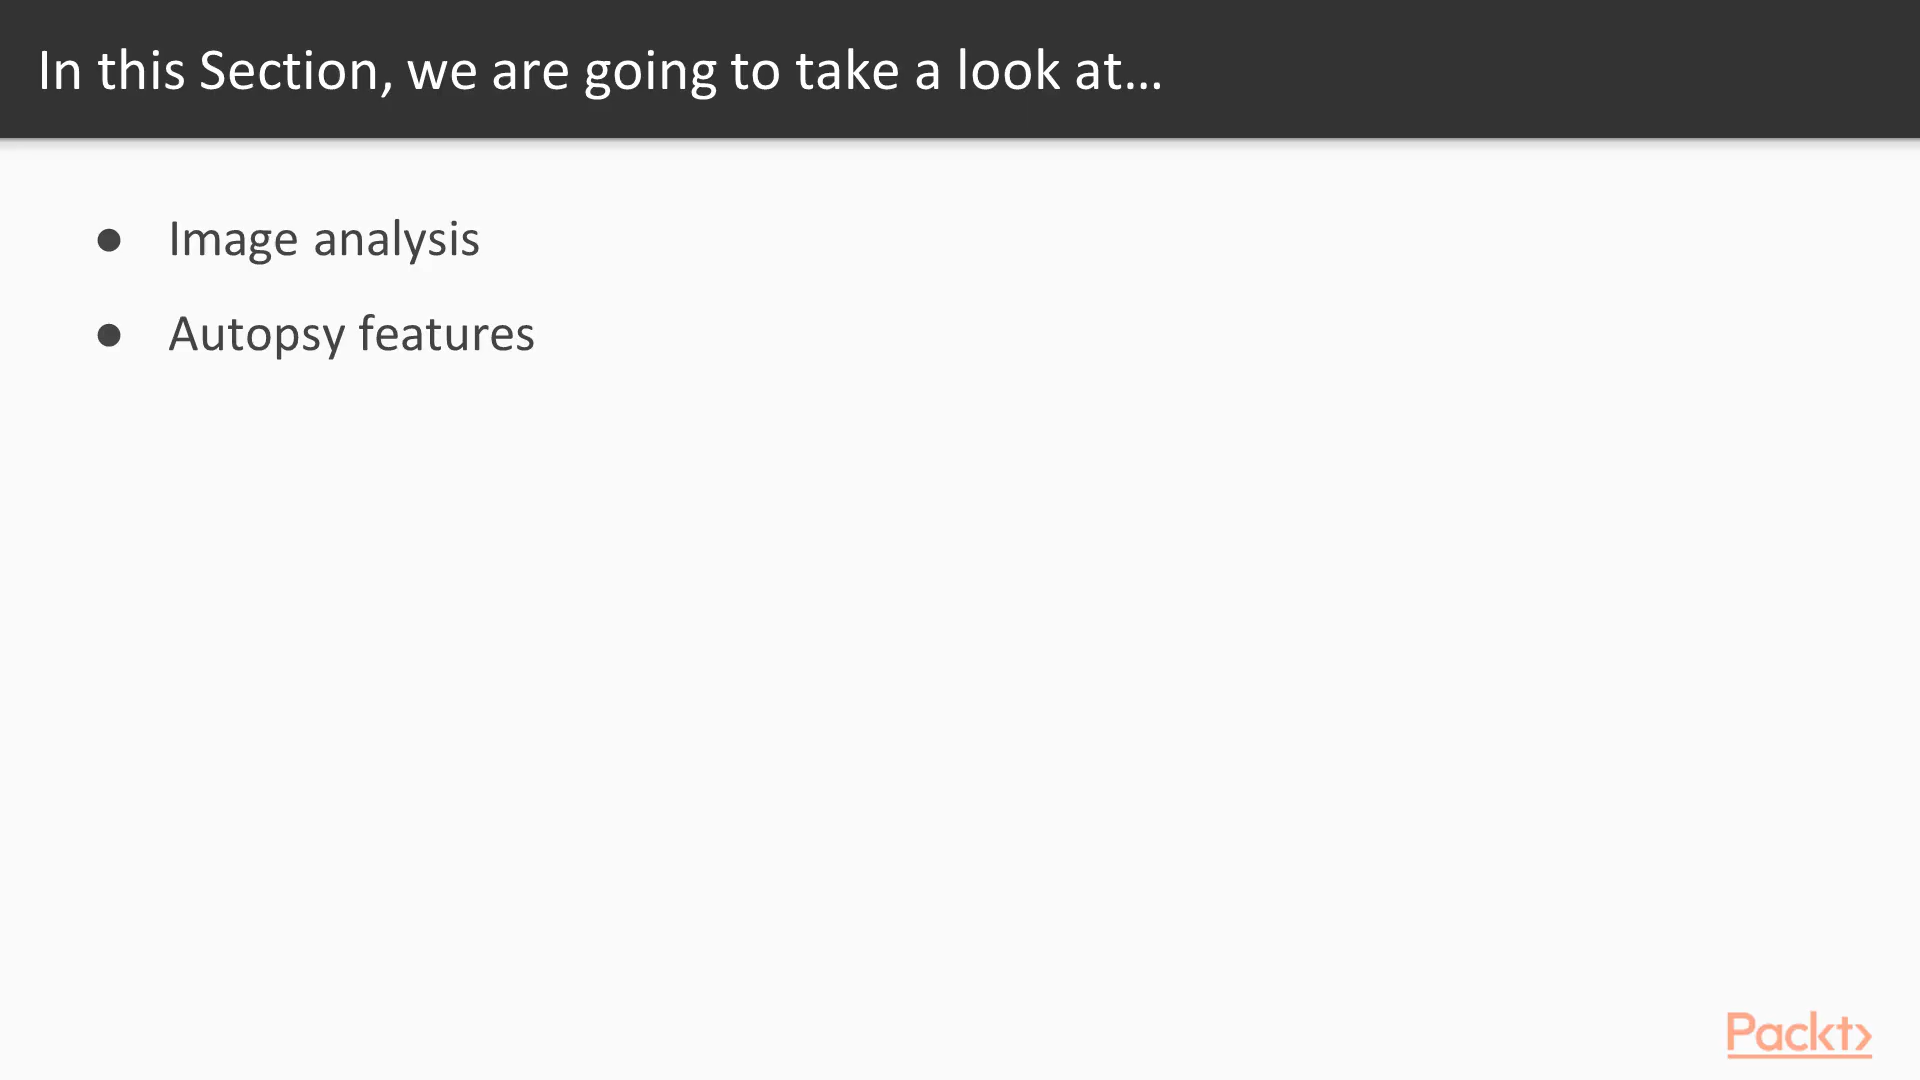 In this Section, we are going to take a look at...
● Image analysis
● Autopsy features
Packt>